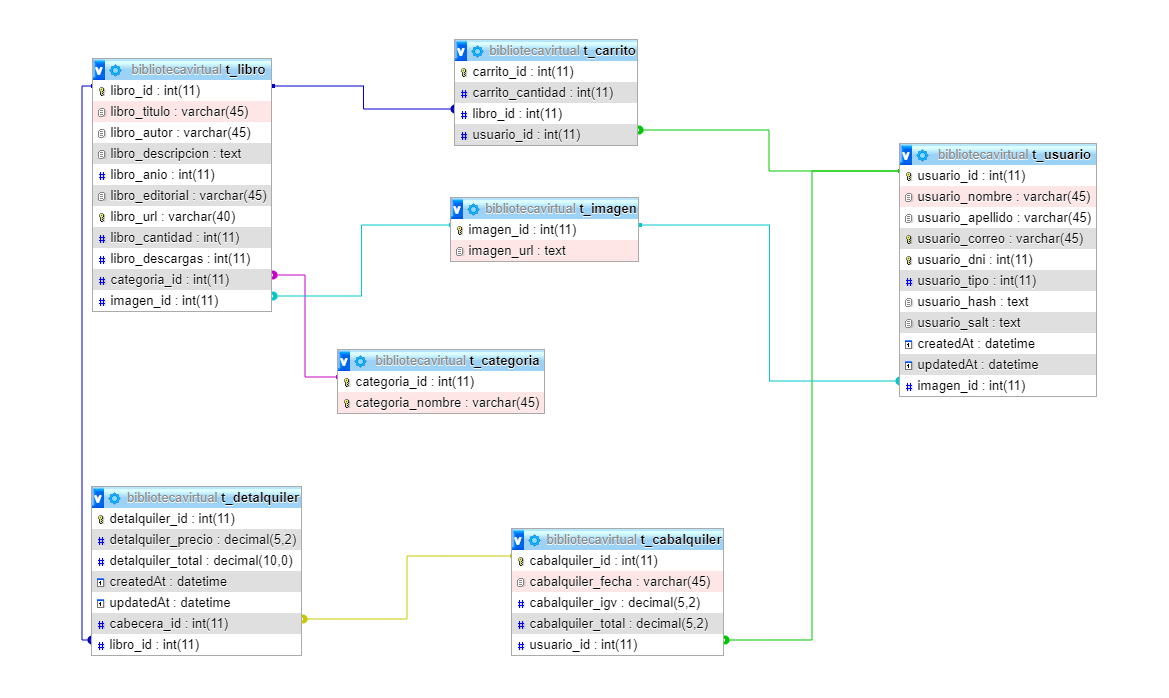 bibliotecavirtual t_libro
libro_id : int(11)
libro_titulo : varchar(45)
libro_autor : varchar(45)
libro_descripcion : text
libro_anio : int(11)
libro_editorial : varchar(45)
libro_url : varchar(40)
libro_cantidad : int(11)
libro_descargas : int(11)
categoria_id : int(11)
imagen_id : int(11)
bibliotecavirtual t_carrito
carrito_id : int(11)
carrito_cantidad : int(11)
libro_id : int(11)
usuario_id : int(11)
bibliotecavirtual t_usuario
usuario_id : int(11)
usuario_nombre : varchar(45)
usuario_apellido : varchar(45)
usuario_correo : varchar(45)
usuario_dni : int(11)
usuario_tipo : int(11)
usuario_hash : text
usuario_salt : text
createdAt : datetime
updatedAt : datetime
imagen_id : int(11)
bibliotecavirtual t_imagen
imagen_id : int(11)
imagen_url : text
bibliotecavirtual t_categoria
categoria_id : int(11)
categoria_nombre : varchar(45)
bibliotecavirtual t_detalquiler
detalquiler_id : int(11)
detalquiler_precio : decimal(5,2)
detalquiler_total : decimal(10,0)
createdAt : datetime
updatedAt : datetime
cabecera_id : int(11)
libro_id : int(11)
bibliotecavirtual t_cabalquiler
cabalquiler_id : int(11)
cabalquiler_fecha : varchar(45)
cabalquiler_igv : decimal(5,2)
cabalquiler_total : decimal(5,2)
usuario_id : int(11)